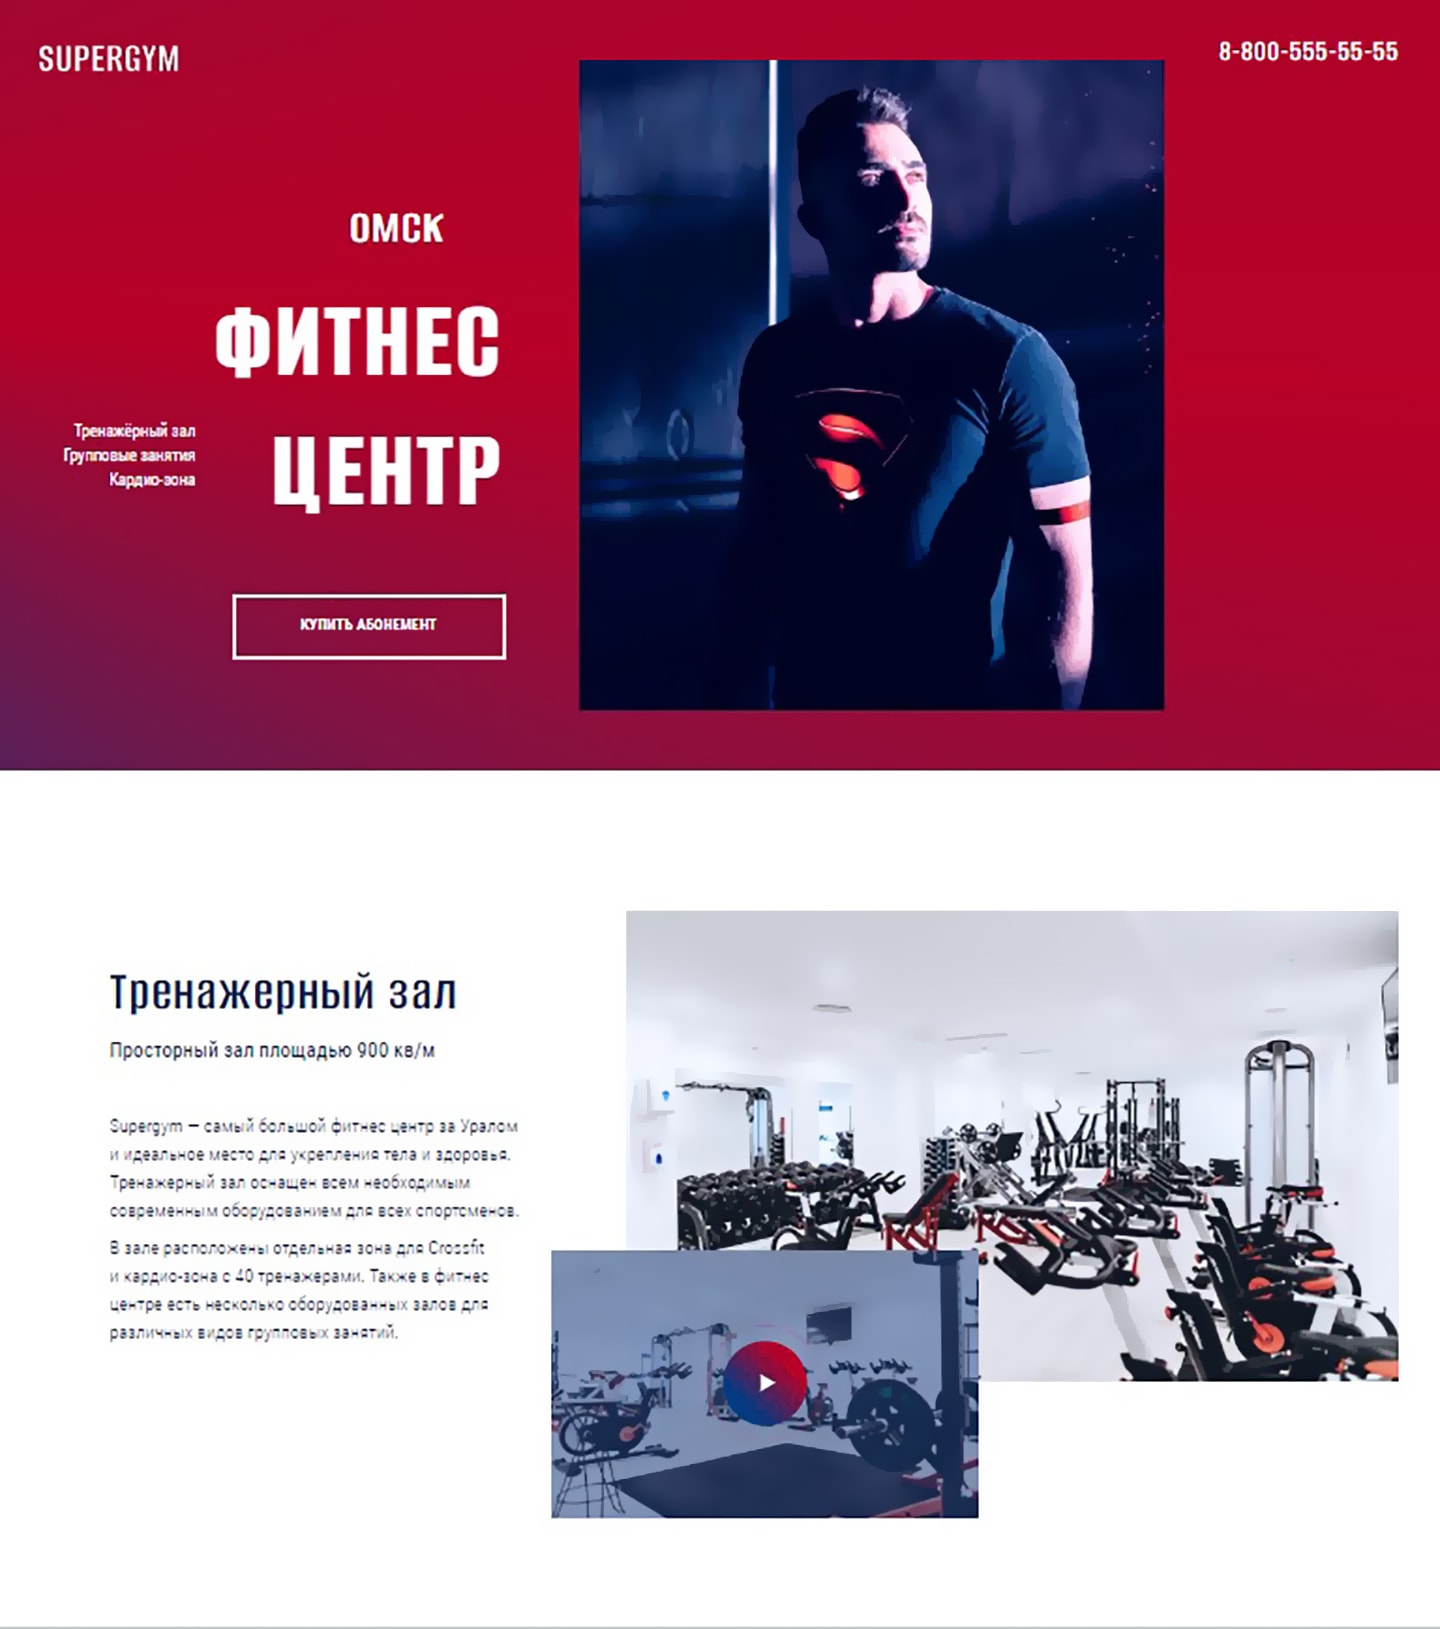 SUPERGYM
8-800-555-55-55
ОМСК
ФИТНЕС
ЦЕНТР
Тренажёрный зал
Групповые занятия
Кардио-зона
КУПИТЬ АБОНЕМЕНТ
Тренажерный зал
Просторный зал площадью 900 кв/м
Supergym — самый большой фитнес центр за Уралом
и идеальное место для укрепления тела и здоровья.
Тренажерный зал оснащен всем необходимым
современным оборудованием для всех спортсменов.
В зале расположены отдельная зона для Crossfit
и кардио-зона с 40 тренажерами. Также в фитнес
центре есть несколько оборудованных залов для
различных видов групповых занятий.